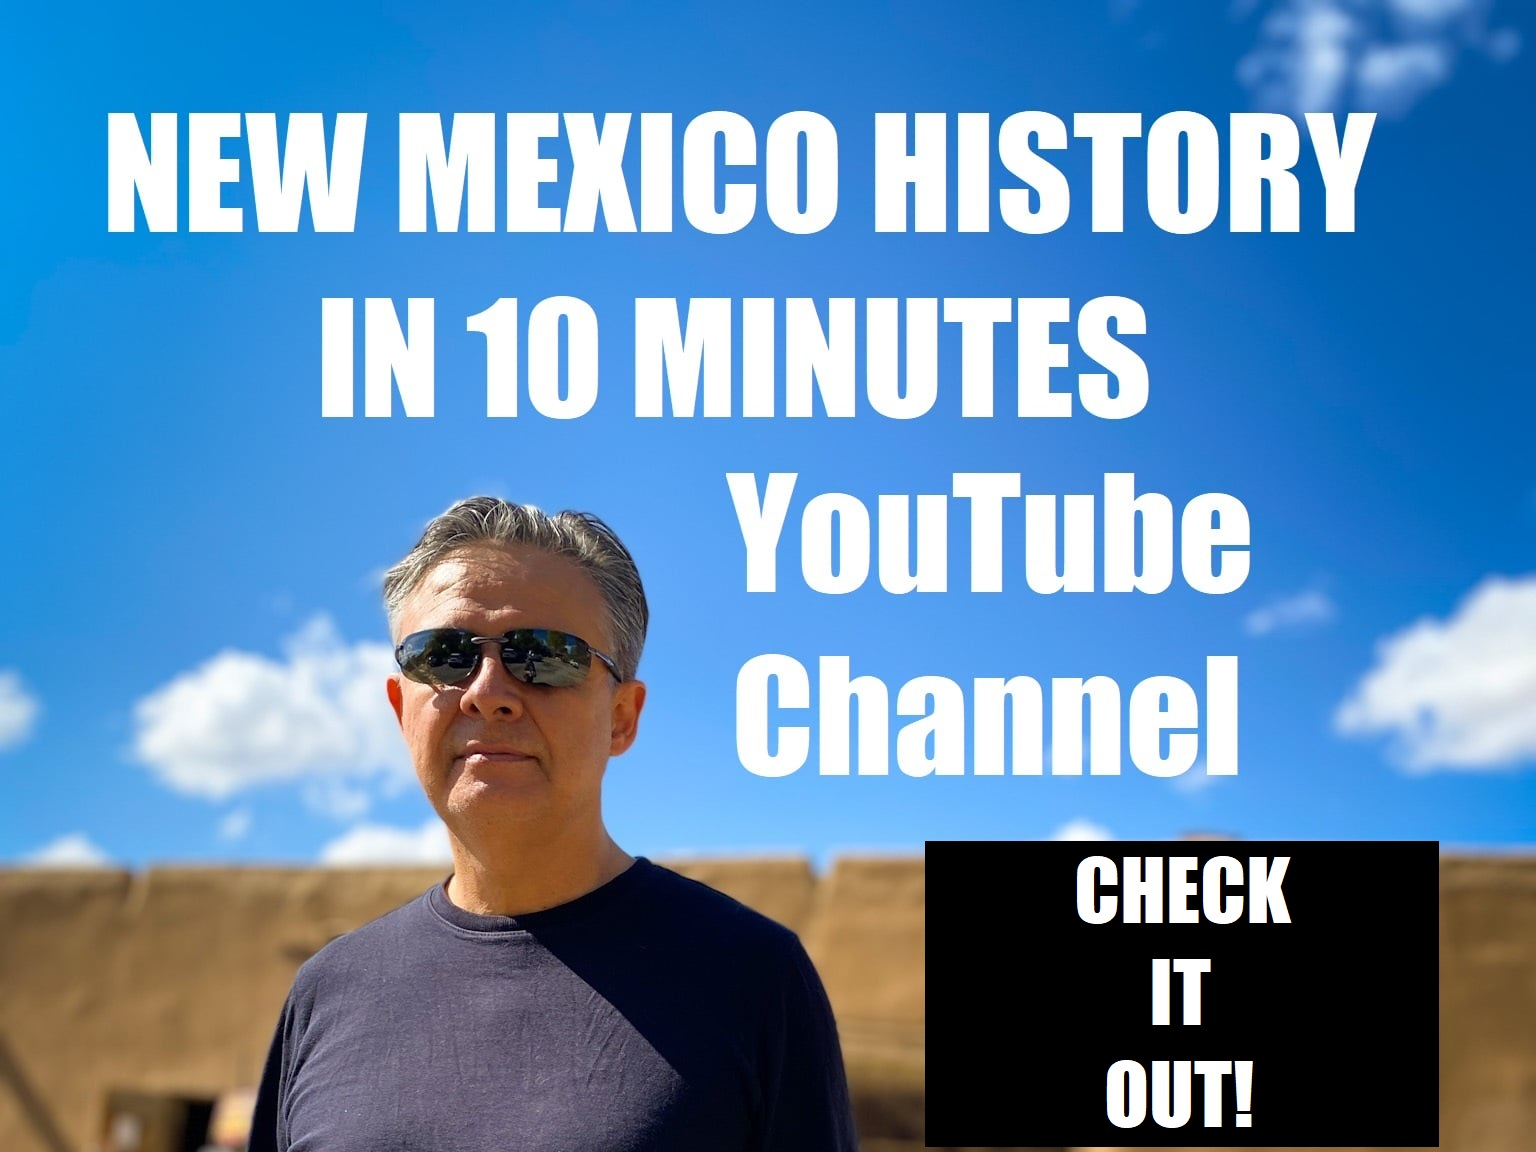 NEW MEXICO HISTORY
IN 10 MINUTES
YouTube
Channel
CHECK
IT
OUT!